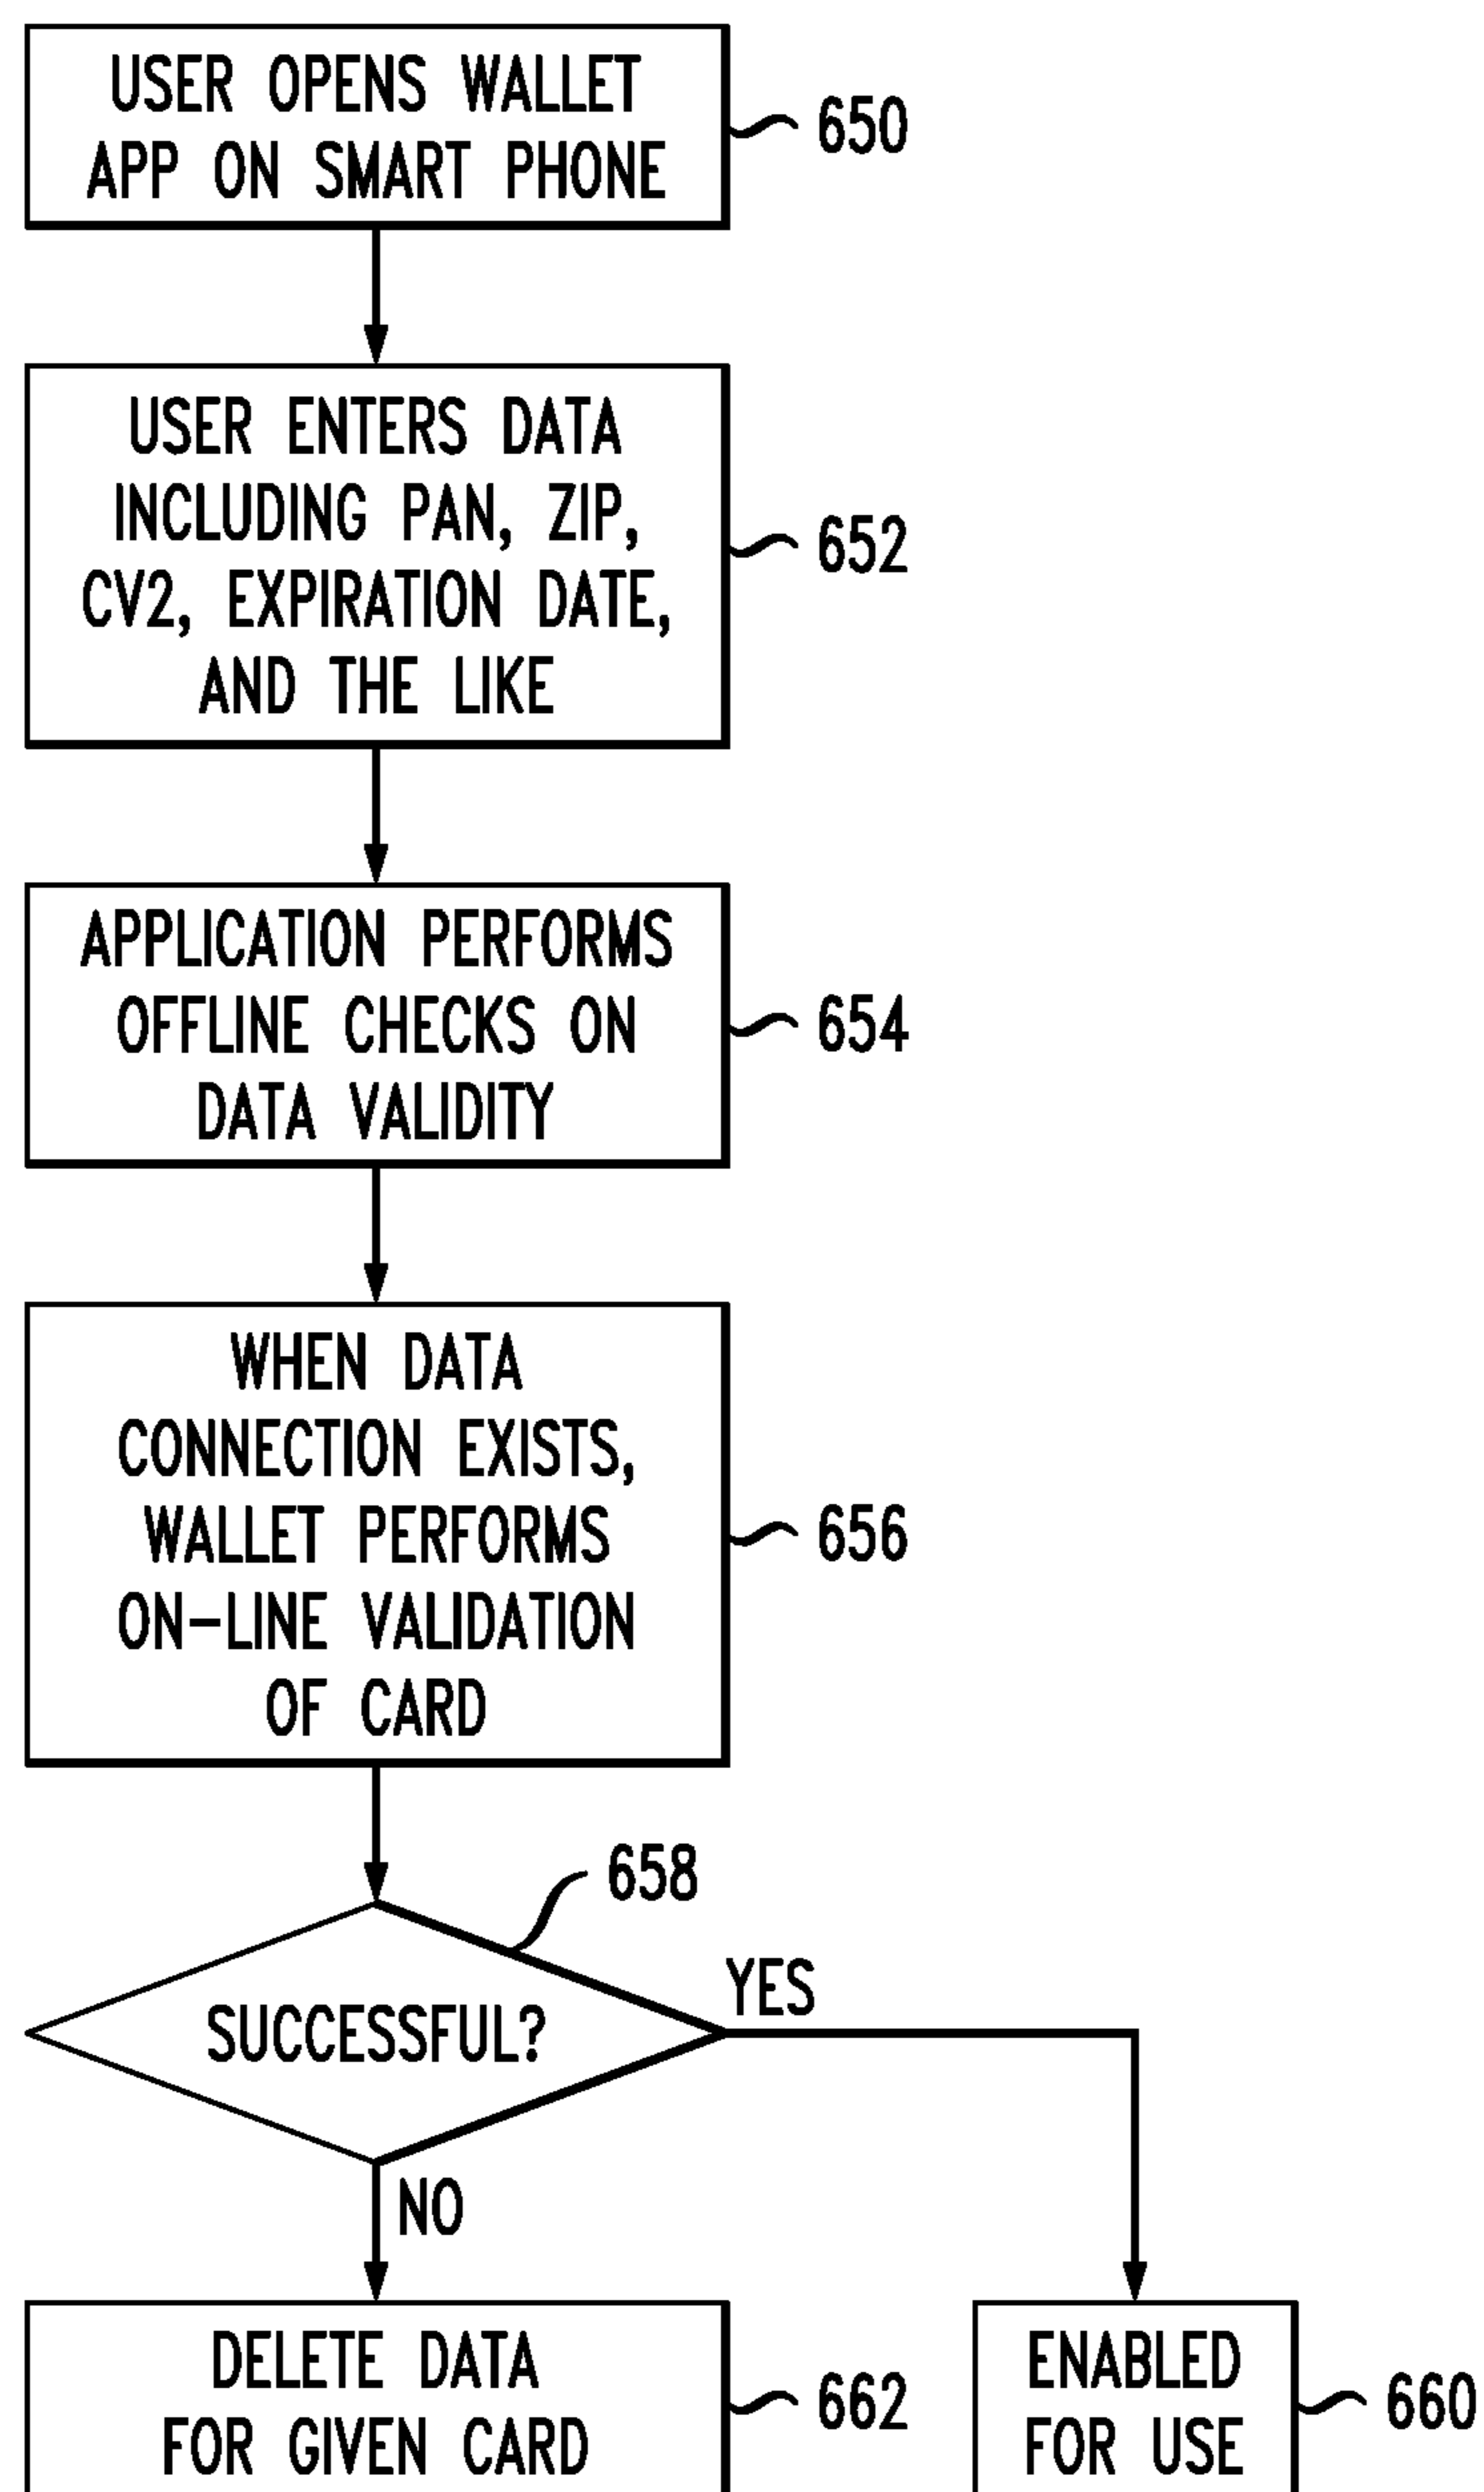 USER OPENS WALLET
APP ON SMART PHONE
650
USER ENTERS DATA
INCLUDING PAN, ZIP,
CV2, EXPIRATION DATE,
AND THE LIKE
652
APPLICATION PERFORMS
OFFLINE CHECKS ON
DATA VALIDITY
654
WHEN DATA
CONNECTION EXISTS,
WALLET PERFORMS
ON-LINE VALIDATION
OF CARD
656
658
SUCCESSFUL?
YES
NO
DELETE DATA
FOR GIVEN CARD
662
ENABLED
FOR USE
660